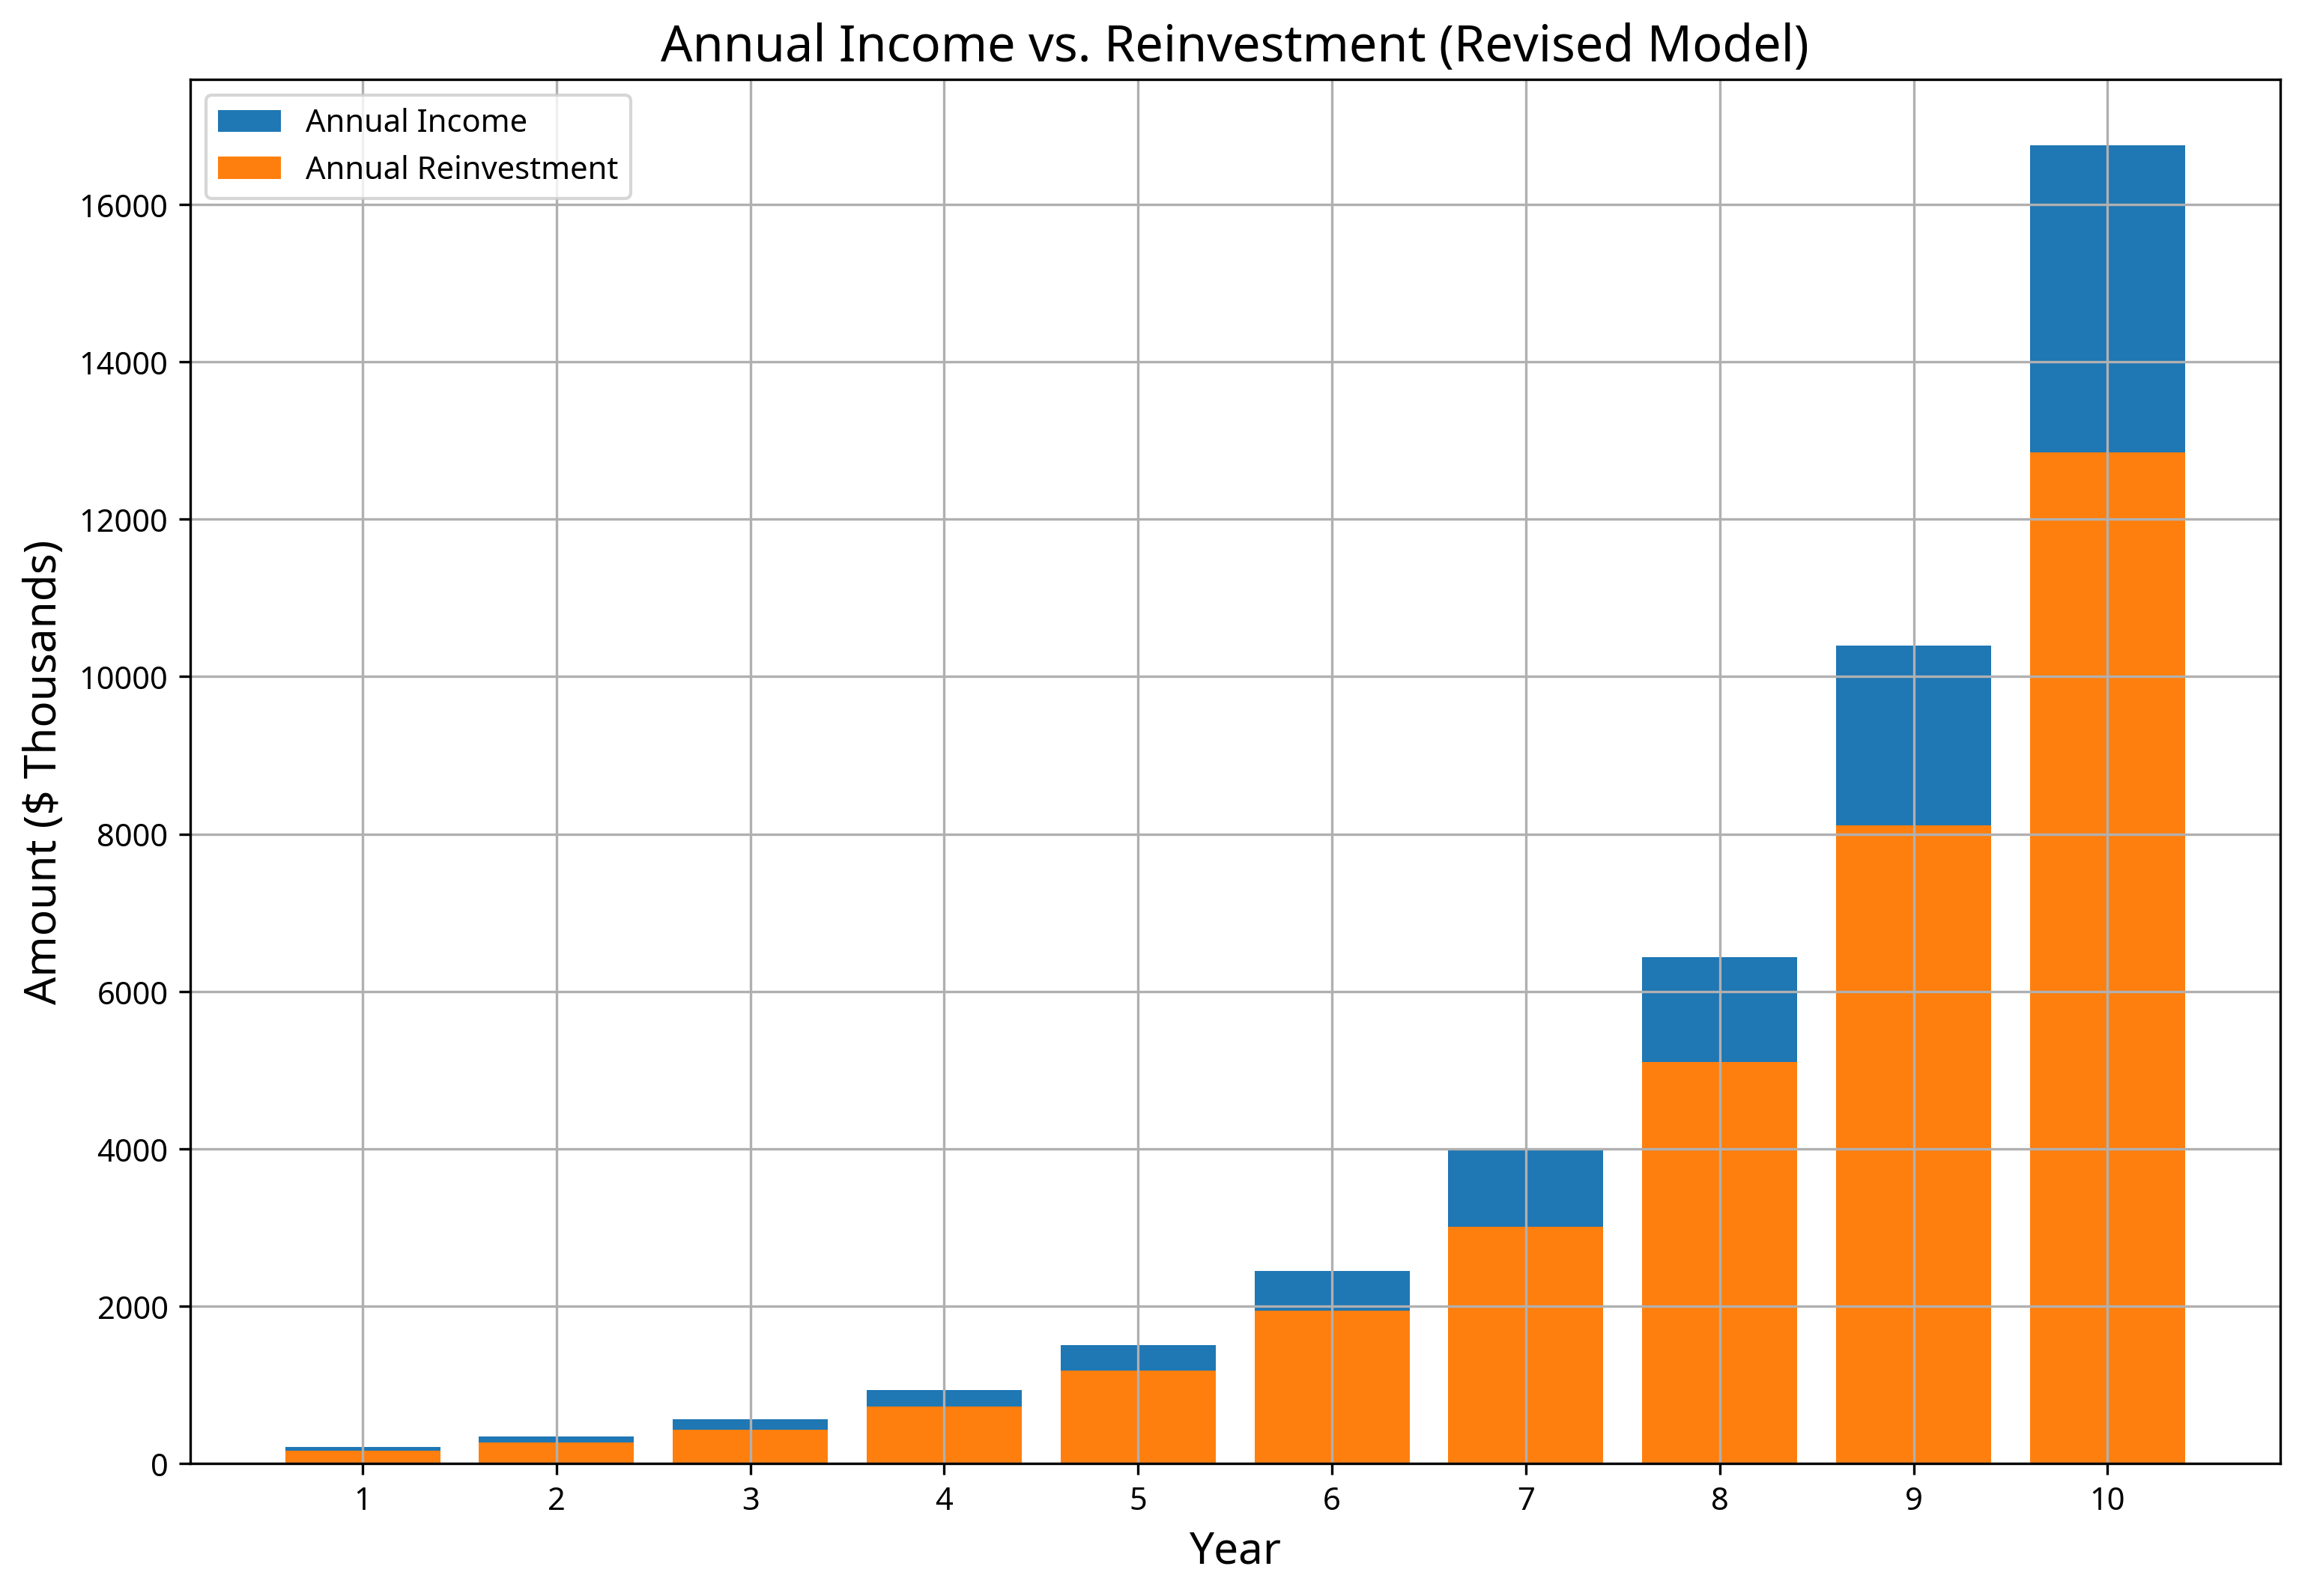 Annual Income vs. Reinvestment (Revised Model)
Annual Income
Annual Reinvestment
Amount ($ Thousands)
16000
14000
12000
10000
8000
6000
4000
2000
0
1 2 3 4 5 6 7 8 9 10
Year